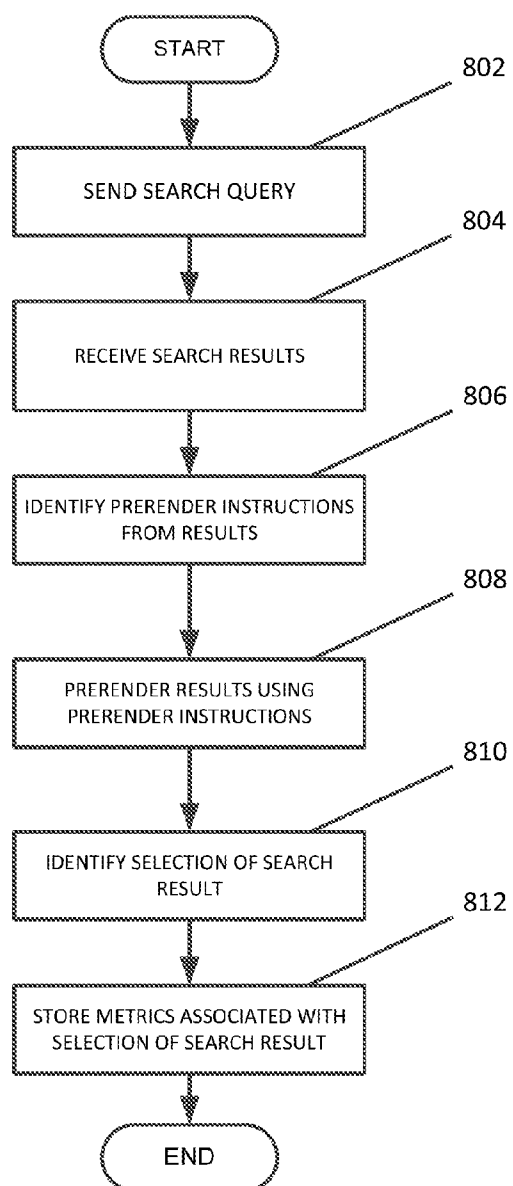 START
802
SEND SEARCH QUERY
804
RECEIVE SEARCH RESULTS
806
IDENTIFY PRERENDER INSTRUCTIONS
FROM RESULTS
808
PRERENDER RESULTS USING
PRERENDER INSTRUCTIONS
810
IDENTIFY SELECTION OF SEARCH
RESULT
812
STORE METRICS ASSOCIATED WITH
SELECTION OF SEARCH RESULT
END